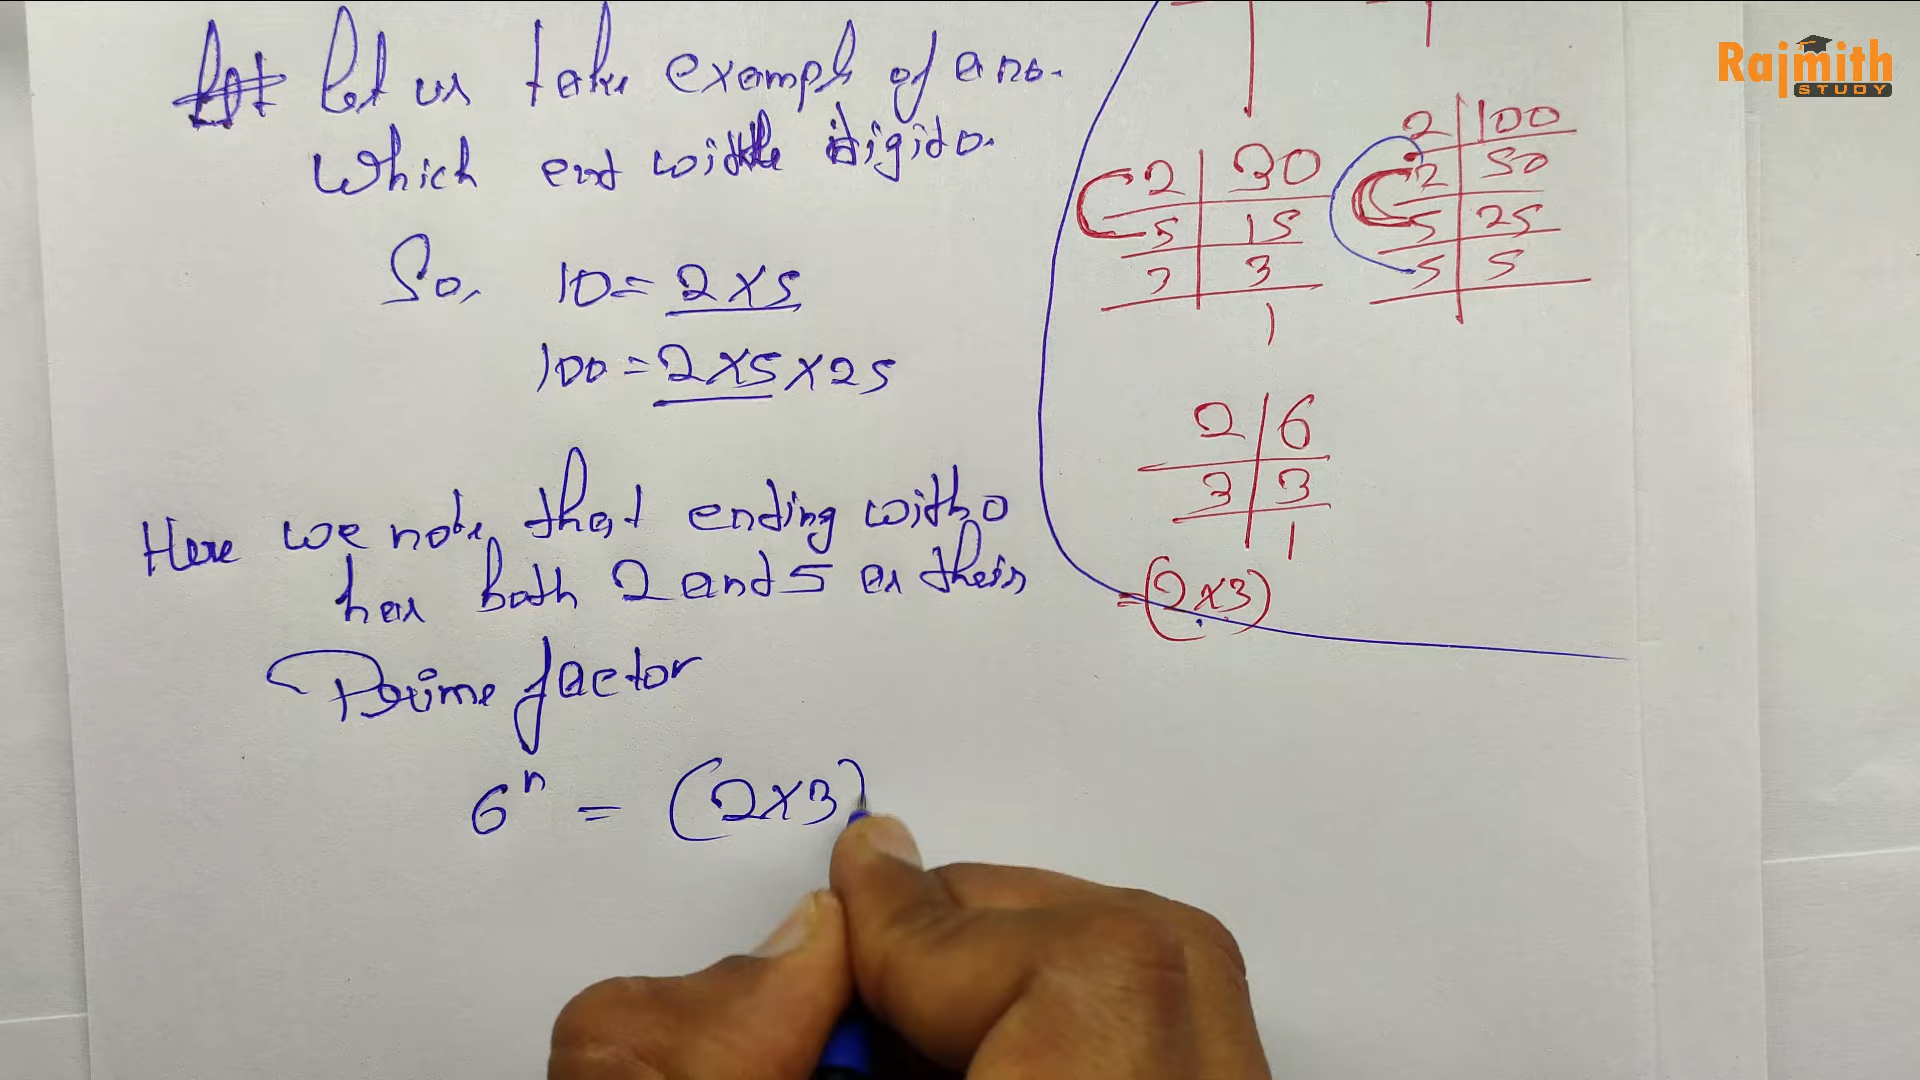 Let us take example of a no.
Which end with digit 0.
So, 10 = 2×5
100 = 2×5×25
Here we note that ending with 0
has both 2 and 5 as their
Prime factor
6ⁿ = (2×3)
2 | 30
5 | 15
3 | 3
1
2 | 100
2 | 50
5 | 25
5 | 5
2 | 6
3 | 3
1
= (2×3)
Rajmith
STUDY